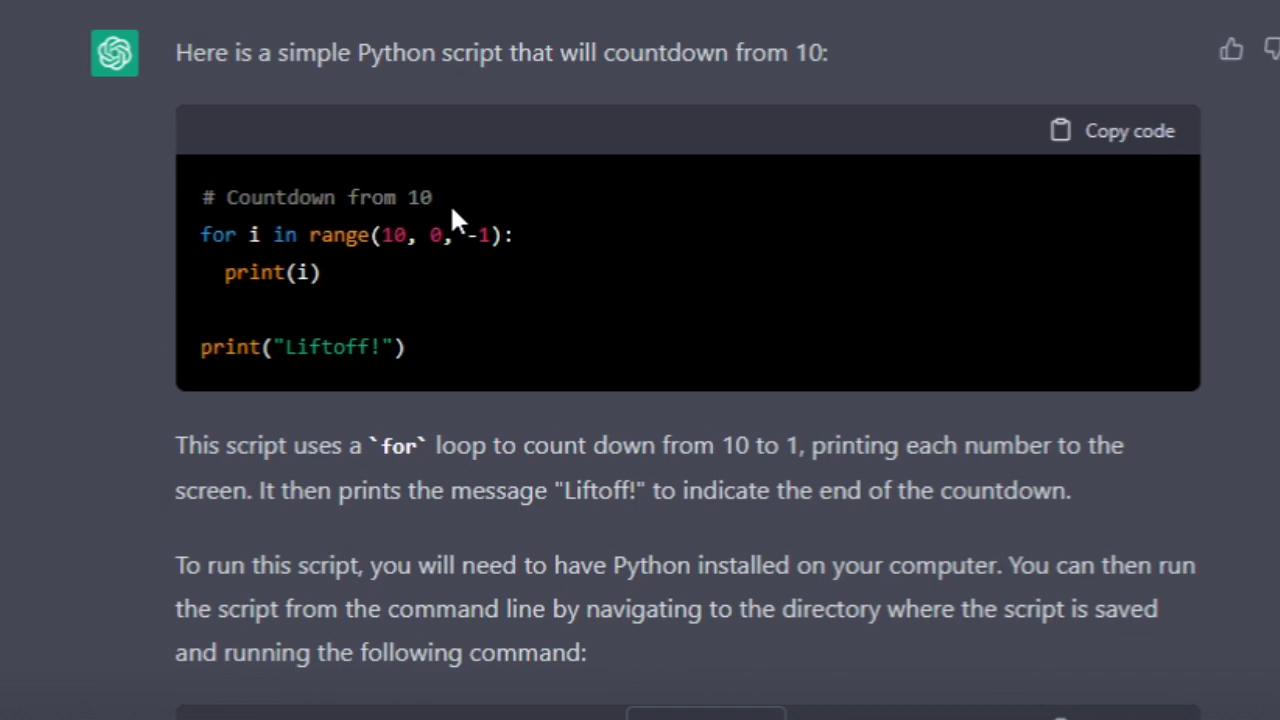 Here is a simple Python script that will countdown from 10:
Copy code
# Countdown from 10
for i in range(10, 0, -1):
  print(i)
print("Liftoff!")
This script uses a `for` loop to count down from 10 to 1, printing each number to the
screen. It then prints the message "Liftoff!" to indicate the end of the countdown.
To run this script, you will need to have Python installed on your computer. You can then run
the script from the command line by navigating to the directory where the script is saved
and running the following command: